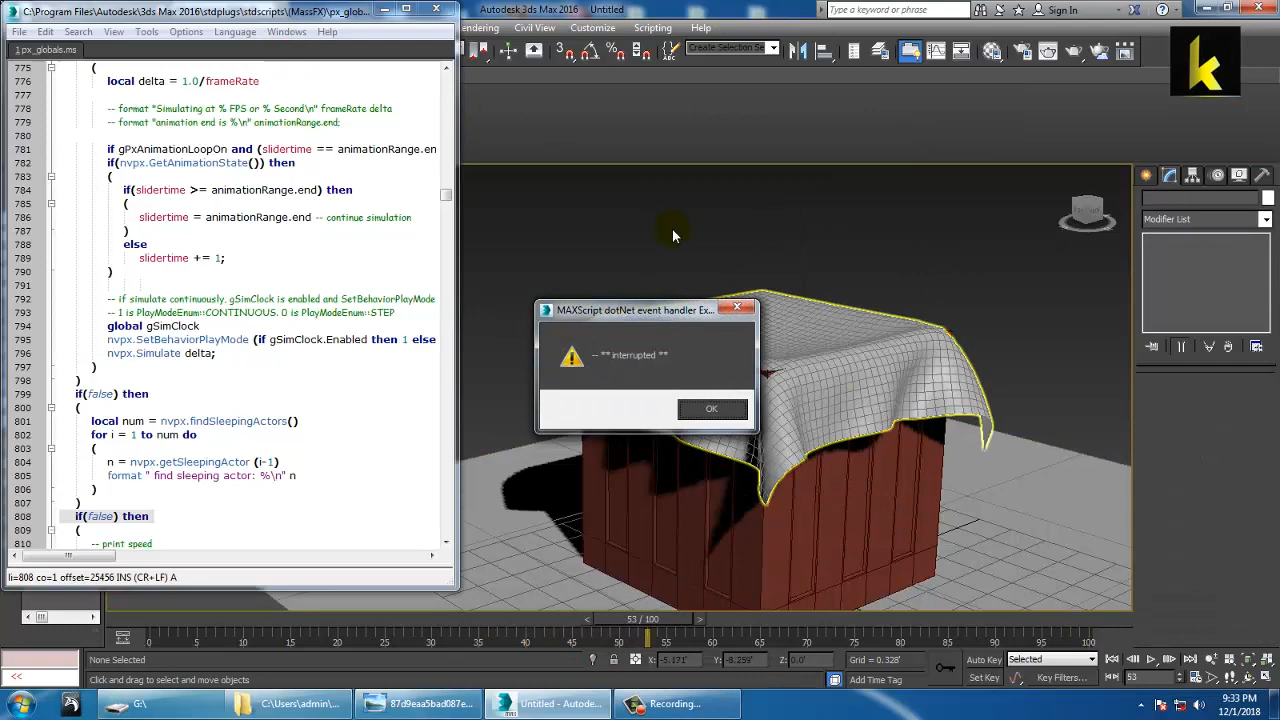 C:\Program Files\Autodesk\3ds Max 2016\stdplugs\stdscripts\(MassFX)\px_glob...
Autodesk 3ds Max 2016 Untitled
Type a keyword or phrase
Sign In
File Edit Search View Tools Options Language Windows Help
Rendering Civil View Customize Scripting Help
1 px_globals.ms
Create Selection Se
775 (
776 local delta = 1.0/frameRate
777
778 -- format "Simulating at % FPS or % Second\n" frameRate delta
779 -- format "animation end is %\n" animationRange.end;
780
781 if gPxAnimationLoopOn and (slidertime == animationRange.en
782 if(nvpx.GetAnimationState()) then
783 (
784 if(slidertime >= animationRange.end) then
785 (
786 slidertime = animationRange.end -- continue simulation
787 )
788 else
789 slidertime += 1;
790 )
791
792 -- if simulate continuously, gSimClock is enabled and SetBehaviorPlayMode
793 -- 1 is PlayModeEnum::CONTINUOUS. 0 is PlayModeEnum::STEP
794 global gSimClock
795 nvpx.SetBehaviorPlayMode (if gSimClock.Enabled then 1 else
796 nvpx.Simulate delta;
797 )
798 )
799 if(false) then
800 (
801 local num = nvpx.findSleepingActors()
802 for i = 1 to num do
803 (
804 n = nvpx.getSleepingActor (i-1)
805 format " find sleeping actor: %\n" n
806 )
807 )
808 if(false) then
809 (
810 -- print speed
li=808 co=1 offset=25456 INS (CR+LF) A
k
Modifier List
MAXScript dotNet event handler Ex...
-- ** interrupted **
OK
< 53 / 100 >
0 5 10 15 20 25 30 35 40 45 50 55 60 65 70 75 80 85 90 95 100
None Selected X: -5.171' Y: -8.259' Z: 0.0' Grid = 0.328' Auto Key Selected
<< Click and drag to select and move objects Add Time Tag Set Key Key Filters... 53
G:\ C:\Users\admin\... 87d9eaa5bad087e... Untitled - Autode... Recording...
9:33 PM
12/1/2018